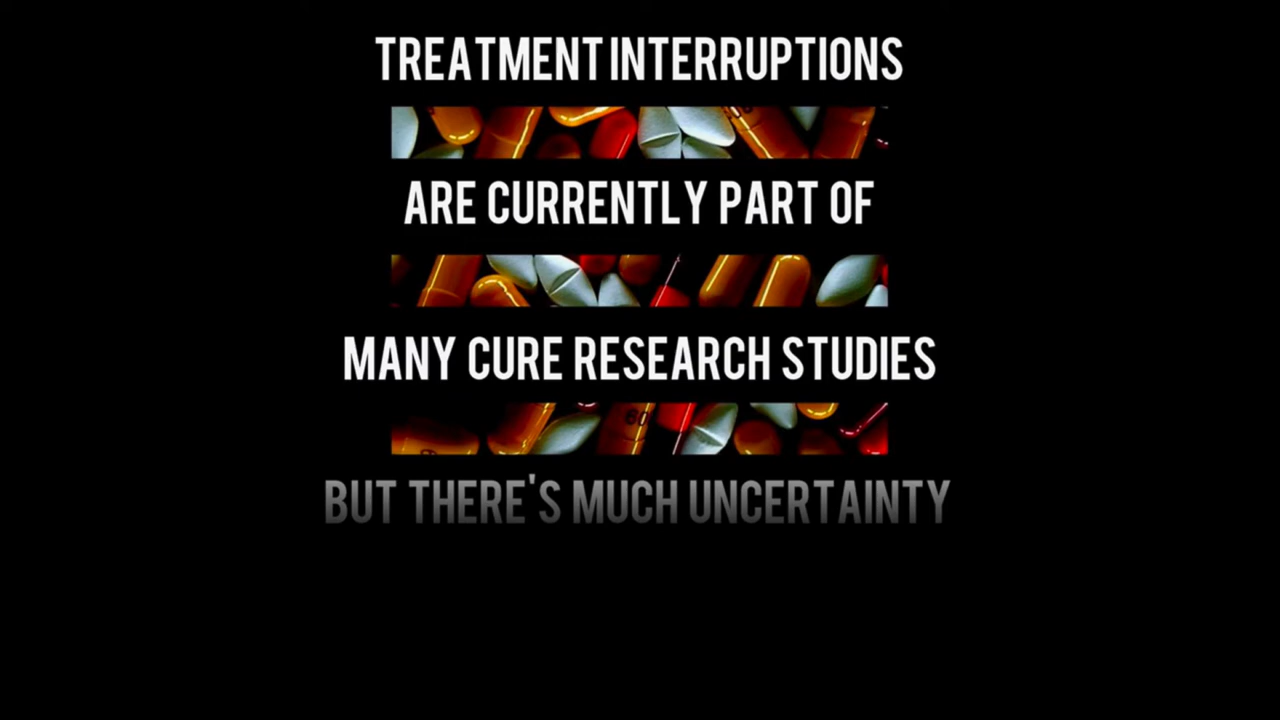 TREATMENT INTERRUPTIONS
ARE CURRENTLY PART OF
MANY CURE RESEARCH STUDIES
BUT THERE'S MUCH UNCERTAINTY